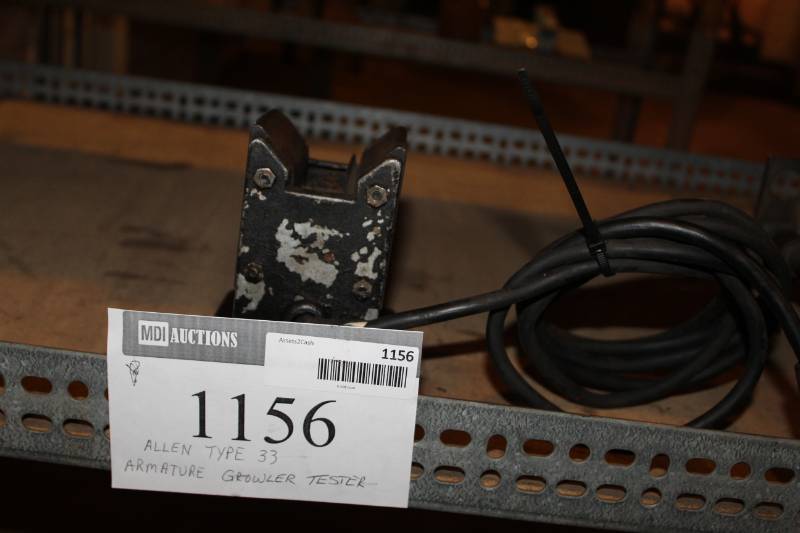 MDI AUCTIONS
Assets2Cash
1156
1156
ALLEN TYPE 33
ARMATURE GROWLER TESTER